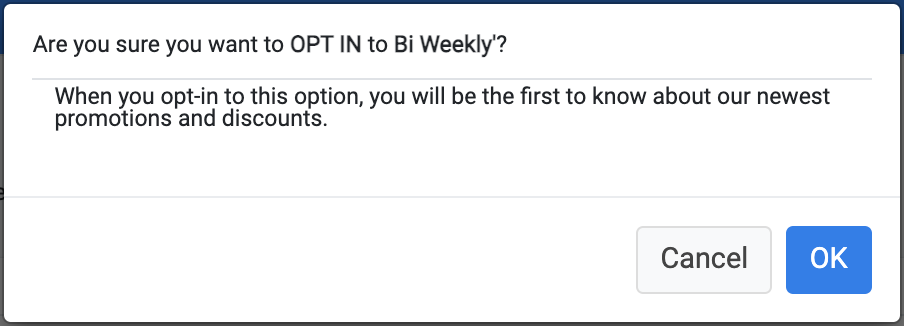 Are you sure you want to OPT IN to Bi Weekly'?
When you opt-in to this option, you will be the first to know about our newest
promotions and discounts.
Cancel
OK